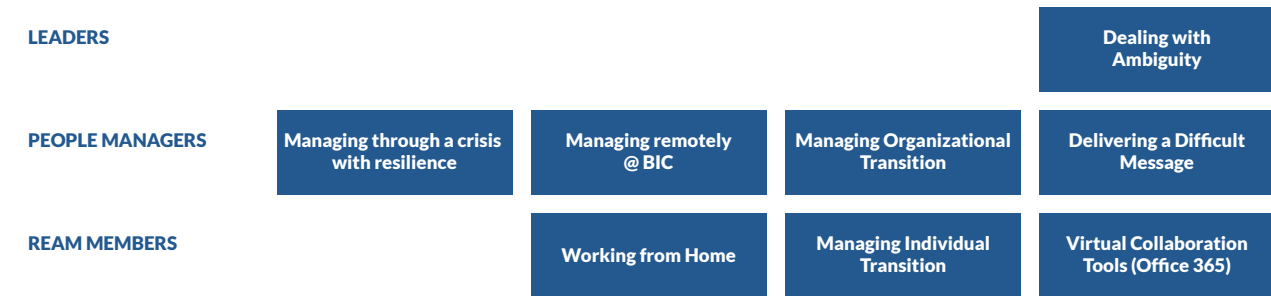 LEADERS
Dealing with
Ambiguity
PEOPLE MANAGERS
Managing through a crisis
with resilience
Managing remotely
@ BIC
Managing Organizational
Transition
Delivering a Difficult
Message
REAM MEMBERS
Working from Home
Managing Individual
Transition
Virtual Collaboration
Tools (Office 365)